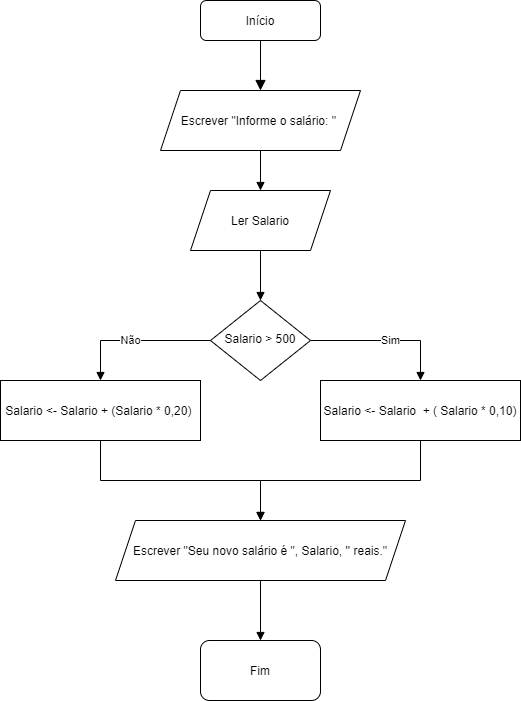 Início
Escrever "Informe o salário: "
Ler Salario
Salario > 500
Não
Sim
Salario <- Salario + (Salario * 0,20)
Salario <- Salario  + ( Salario * 0,10)
Escrever "Seu novo salário é ", Salario, " reais."
Fim